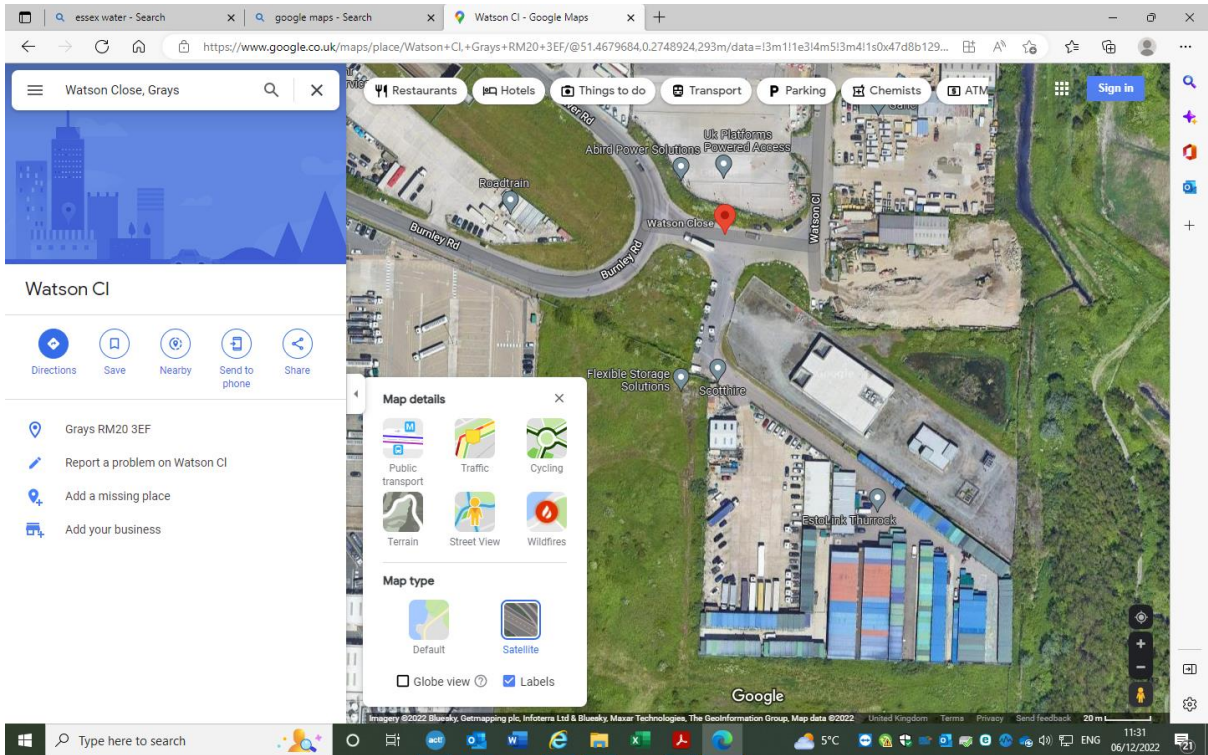 essex water - Search
google maps - Search
Watson Cl - Google Maps
https://www.google.co.uk/maps/place/Watson+Cl,+Grays+RM20+3EF/@51.4679684,0.2748924,293m/data=!3m1!1e3!4m5!3m4!1s0x47d8b129...
Watson Close, Grays
Restaurants
Hotels
Things to do
Transport
Parking
Chemists
ATM
Sign in
Watson Cl
Directions
Save
Nearby
Send to
phone
Share
Grays RM20 3EF
Report a problem on Watson Cl
Add a missing place
Add your business
Uk Platforms
Powered Access
Abird Power Solutions
Roadtrain
Burnley Rd
Burnley Rd
Watson Close
Watson Cl
Flexible Storage
Solutions
Scotthire
EstoLink Thurrock
Map details
Public
transport
Traffic
Cycling
Terrain
Street View
Wildfires
Map type
Default
Satellite
Globe view
Labels
Google
Imagery ©2022 Bluesky, Getmapping plc, Infoterra Ltd & Bluesky, Maxar Technologies, The GeoInformation Group, Map data ©2022
United Kingdom
Terms
Privacy
Send feedback
20 m
Type here to search
act!
5°C
ENG
11:31
06/12/2022
21